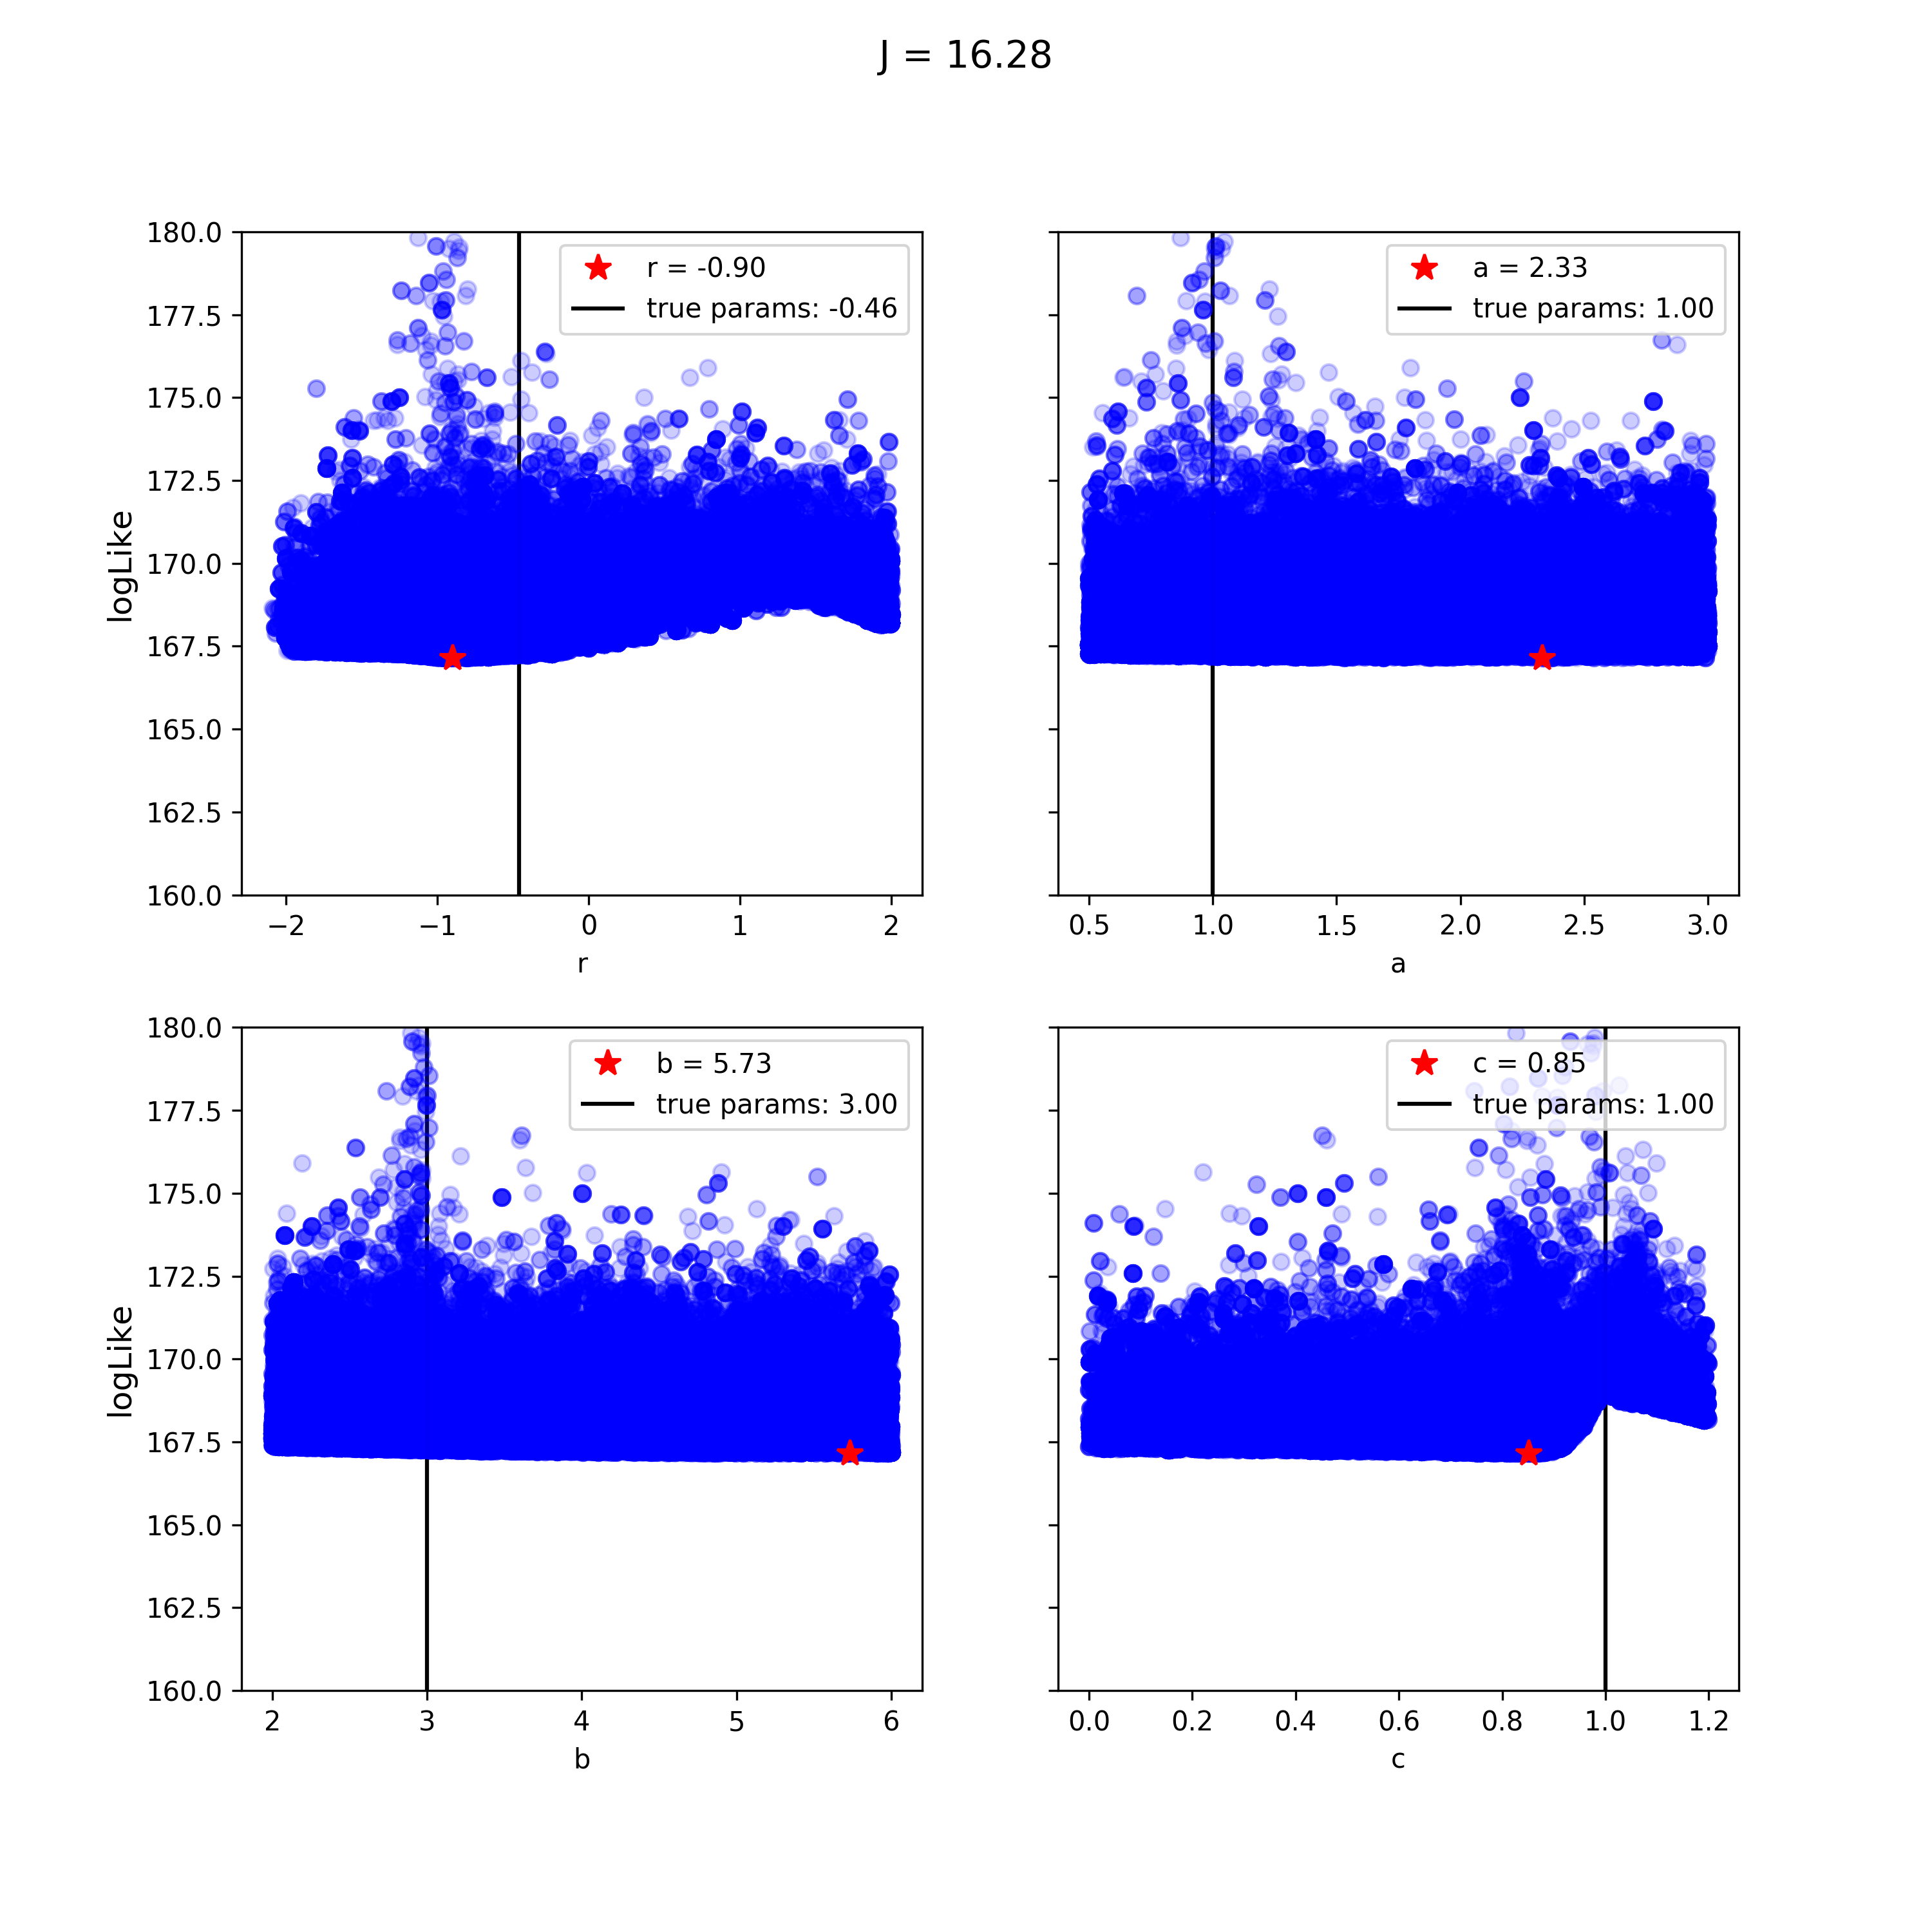 J = 16.28
180.0
177.5
175.0
172.5
170.0
167.5
165.0
162.5
160.0
logLike
r = -0.90
true params: -0.46
−2 −1 0 1 2
r
a = 2.33
true params: 1.00
0.5 1.0 1.5 2.0 2.5 3.0
a
180.0
177.5
175.0
172.5
170.0
167.5
165.0
162.5
160.0
logLike
b = 5.73
true params: 3.00
2 3 4 5 6
b
c = 0.85
true params: 1.00
0.0 0.2 0.4 0.6 0.8 1.0 1.2
c